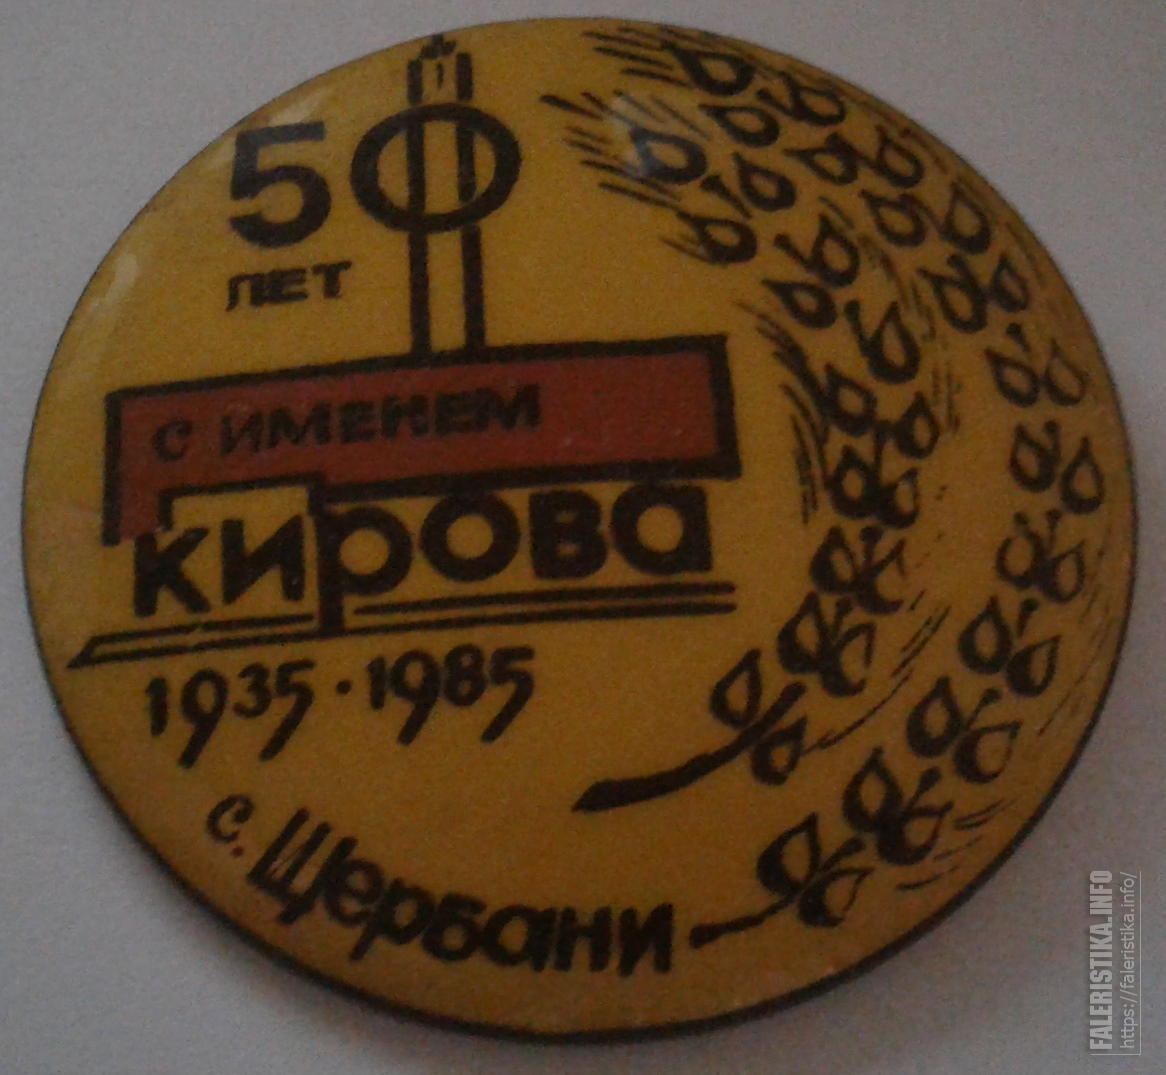 50
лет
с именем
кирова
1935 · 1985
с. Щербани
FALERISTIKA.INFO
https://faleristika.info/